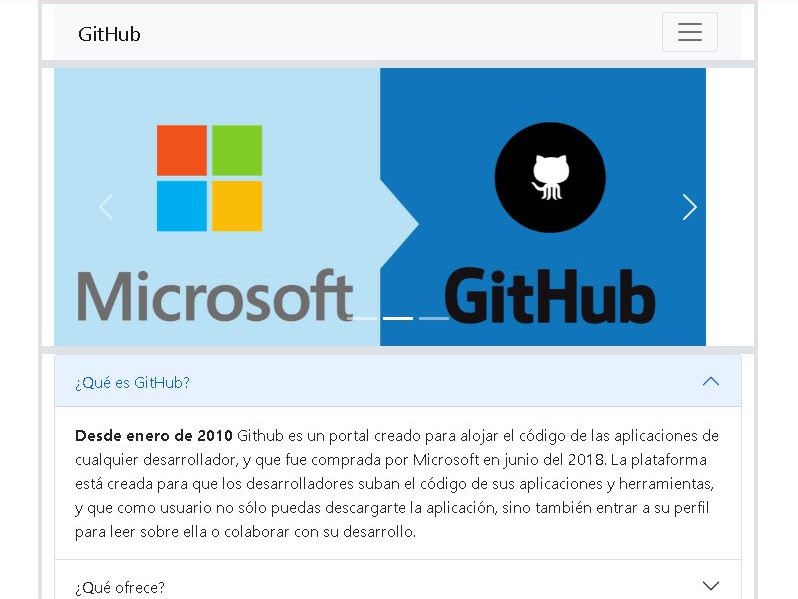 GitHub
Microsoft
GitHub
¿Qué es GitHub?
Desde enero de 2010 Github es un portal creado para alojar el código de las aplicaciones de
cualquier desarrollador, y que fue comprada por Microsoft en junio del 2018. La plataforma
está creada para que los desarrolladores suban el código de sus aplicaciones y herramientas,
y que como usuario no sólo puedas descargarte la aplicación, sino también entrar a su perfil
para leer sobre ella o colaborar con su desarrollo.
¿Qué ofrece?